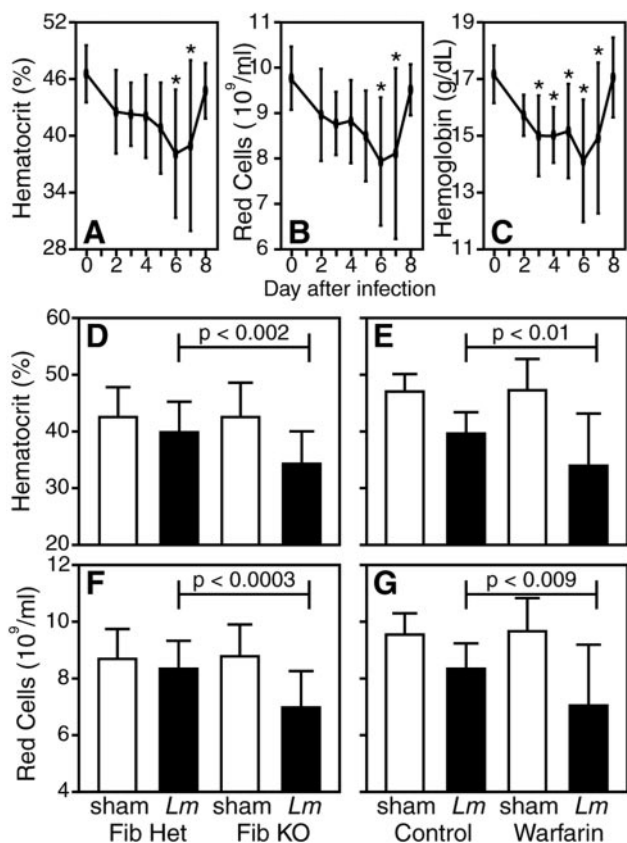 Hematocrit (%)
52
46
40
34
28
A
0 2 4 6 8
* *
Red Cells (10⁹/ml)
10
9
8
7
6
B
0 2 4 6 8
* *
Hemoglobin (g/dL)
19
17
15
13
11
C
0 2 4 6 8
* * * * *
Day after infection
Hematocrit (%)
60
50
40
30
20
D
p < 0.002
E
p < 0.01
Red Cells (10⁹/ml)
12
10
8
6
4
F
p < 0.0003
G
p < 0.009
sham Lm sham Lm sham Lm sham Lm
Fib Het Fib KO Control Warfarin